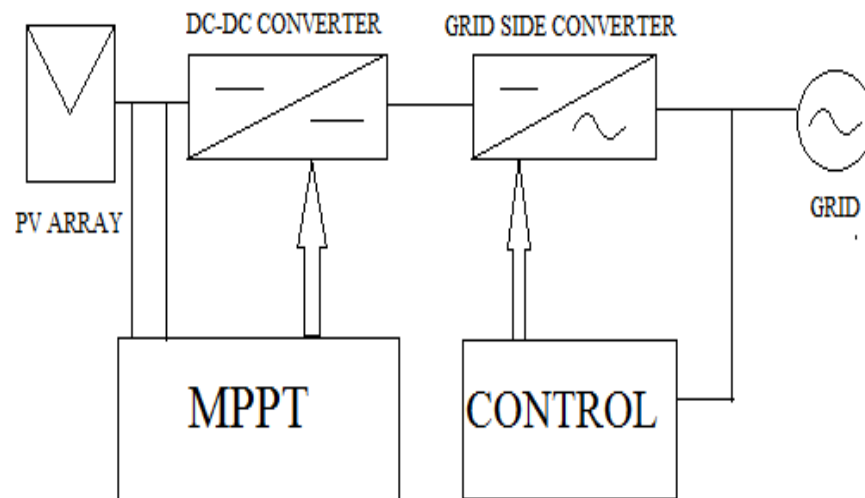 DC-DC CONVERTER
GRID SIDE CONVERTER
PV ARRAY
GRID
MPPT
CONTROL